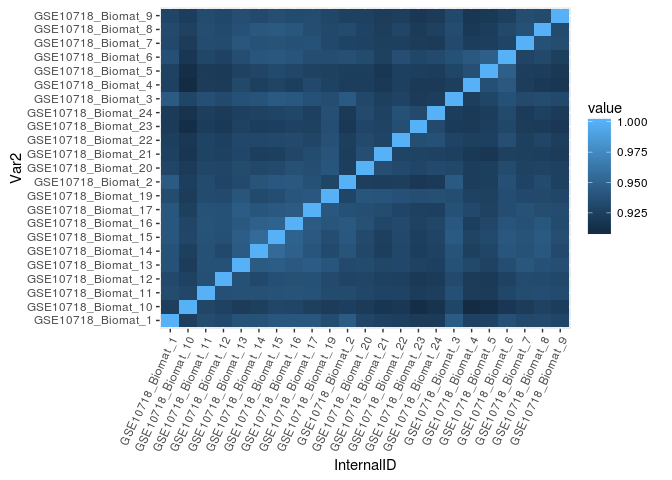 GSE10718_Biomat_9
GSE10718_Biomat_8
GSE10718_Biomat_7
GSE10718_Biomat_6
GSE10718_Biomat_5
GSE10718_Biomat_4
GSE10718_Biomat_3
GSE10718_Biomat_24
GSE10718_Biomat_23
GSE10718_Biomat_22
GSE10718_Biomat_21
GSE10718_Biomat_20
GSE10718_Biomat_2
GSE10718_Biomat_19
GSE10718_Biomat_17
GSE10718_Biomat_16
GSE10718_Biomat_15
GSE10718_Biomat_14
GSE10718_Biomat_13
GSE10718_Biomat_12
GSE10718_Biomat_11
GSE10718_Biomat_10
GSE10718_Biomat_1
Var2
GSE10718_Biomat_1
GSE10718_Biomat_10
GSE10718_Biomat_11
GSE10718_Biomat_12
GSE10718_Biomat_13
GSE10718_Biomat_14
GSE10718_Biomat_15
GSE10718_Biomat_16
GSE10718_Biomat_17
GSE10718_Biomat_19
GSE10718_Biomat_2
GSE10718_Biomat_20
GSE10718_Biomat_21
GSE10718_Biomat_22
GSE10718_Biomat_23
GSE10718_Biomat_24
GSE10718_Biomat_3
GSE10718_Biomat_4
GSE10718_Biomat_5
GSE10718_Biomat_6
GSE10718_Biomat_7
GSE10718_Biomat_8
GSE10718_Biomat_9
InternalID
value
1.000
0.975
0.950
0.925